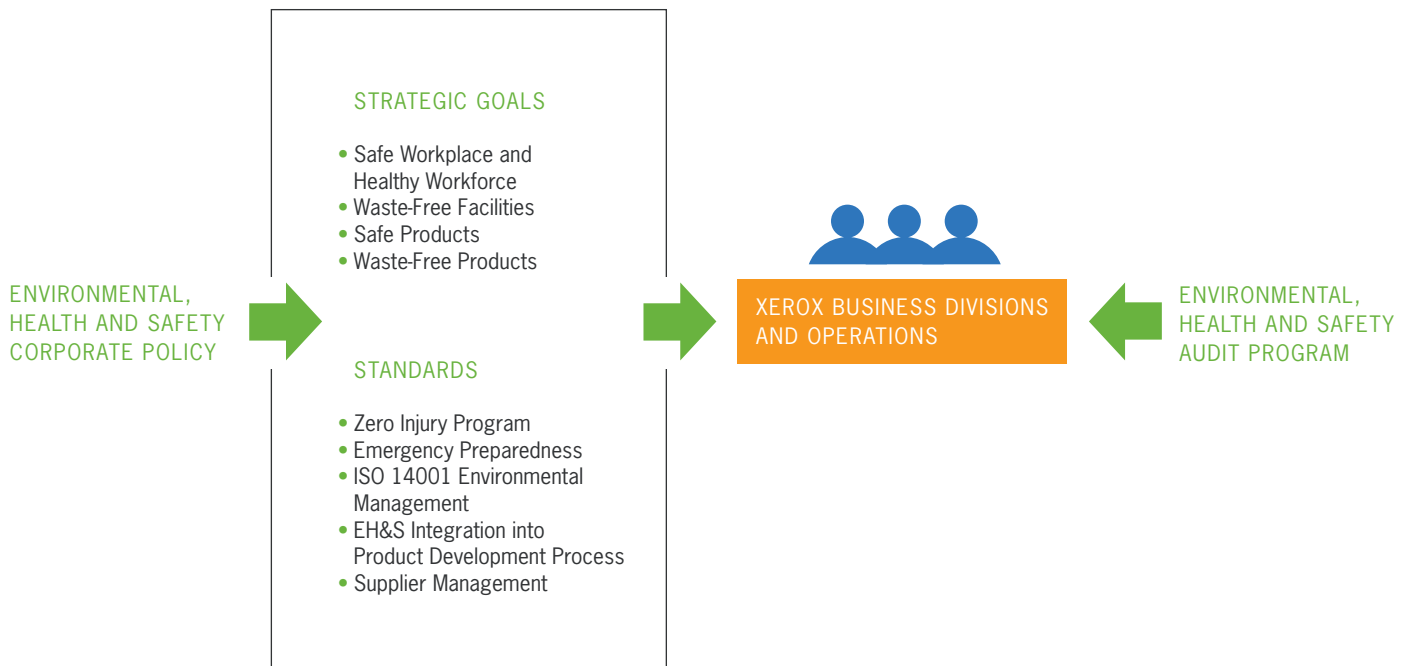 ENVIRONMENTAL,
HEALTH AND SAFETY
CORPORATE POLICY
STRATEGIC GOALS
• Safe Workplace and
Healthy Workforce
• Waste-Free Facilities
• Safe Products
• Waste-Free Products
STANDARDS
• Zero Injury Program
• Emergency Preparedness
• ISO 14001 Environmental
Management
• EH&S Integration into
Product Development Process
• Supplier Management
XEROX BUSINESS DIVISIONS
AND OPERATIONS
ENVIRONMENTAL,
HEALTH AND SAFETY
AUDIT PROGRAM